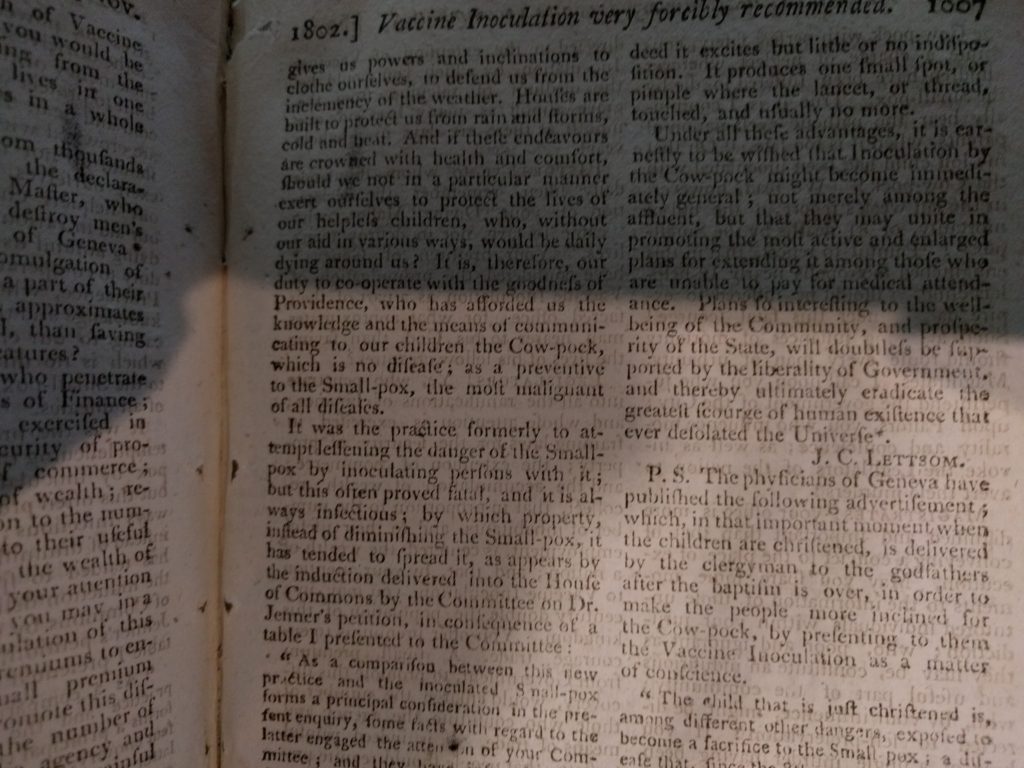 NOV.
n of Vaccine
you would be
ing from the
lives in one
s in a whole
om thouſands
the declara-
Maſter, who
deſtroy men's
of Geneva*
omulgation of
a part of their
approximates
I, than ſaving
eatures?
who penetrate
s of Finance;
exerciſed in
curity of pro-
f commerce;
of wealth; re-
on to the num-
to their uſeful
the wealth of
your attention
you may in a
ulation of this
remiums to en-
mall premium
romote this diſ-
the number of
agency and
painful
1802.] Vaccine Inoculation very forcibly recommended. 1007
gives us powers and inclinations to
clothe ourſelves, to defend us from the
inclemency of the weather. Houſes are
built to protect us from rain and ſtorms,
cold and heat. And if theſe endeavours
are crowned with health and comfort,
ſhould we not in a particular manner
exert ourſelves to protect the lives of
our helpleſs children, who, without
our aid in various ways, would be daily
dying around us? It is, therefore, our
duty to co-operate with the goodneſs of
Providence, who has afforded us the
knowledge and the means of communi-
cating to our children the Cow-pock,
which is no diſeaſe; as a preventive
to the Small-pox, the moſt malignant
of all diſeaſes.
It was the practice formerly to at-
tempt leſſening the danger of the Small-
pox by inoculating perſons with it;
but this often proved fatal, and it is al-
ways infectious; by which property,
inſtead of diminiſhing the Small-pox, it
has tended to ſpread it, as appears by
the induction delivered into the Houſe
of Commons by the Committee on Dr.
Jenner's petition, in conſequence of a
table I preſented to the Committee:
"As a compariſon between this new
practice and the inoculated Small-pox
forms a principal conſideration in the pre-
ſent enquiry, ſome facts with regard to the
latter engaged the attention of your Com-
mittee; and they
deed it excites but little or no indiſpo-
ſition. It produces one ſmall ſpot, or
pimple where the lancet, or thread,
touched, and uſually no more.
Under all theſe advantages, it is ear-
neſtly to be wiſhed that Inoculation by
the Cow-pock might become immedi-
ately general; not merely among the
affluent, but that they may unite in
promoting the moſt active and enlarged
plans for extending it among thoſe who
are unable to pay for medical attend-
ance. Plans ſo intereſting to the well-
being of the Community, and proſpe-
rity of the State, will doubtleſs be ſup-
ported by the liberality of Government,
and thereby ultimately eradicate the
greateſt ſcourge of human exiſtence that
ever deſolated the Univerſe*.
J. C. LETTSOM.
P. S. The phyſicians of Geneva have
publiſhed the following advertiſement;
which, in that important moment when
the children are chriſtened, is delivered
by the clergyman to the godfathers
after the baptiſm is over, in order to
make the people more inclined for
the Cow-pock, by preſenting to them
the Vaccine Inoculation as a matter
of conſcience.
"The child that is juſt chriſtened is,
among different other dangers, expoſed to
become a ſacrifice to the Small pox; a diſ-
eaſe that, ſince the